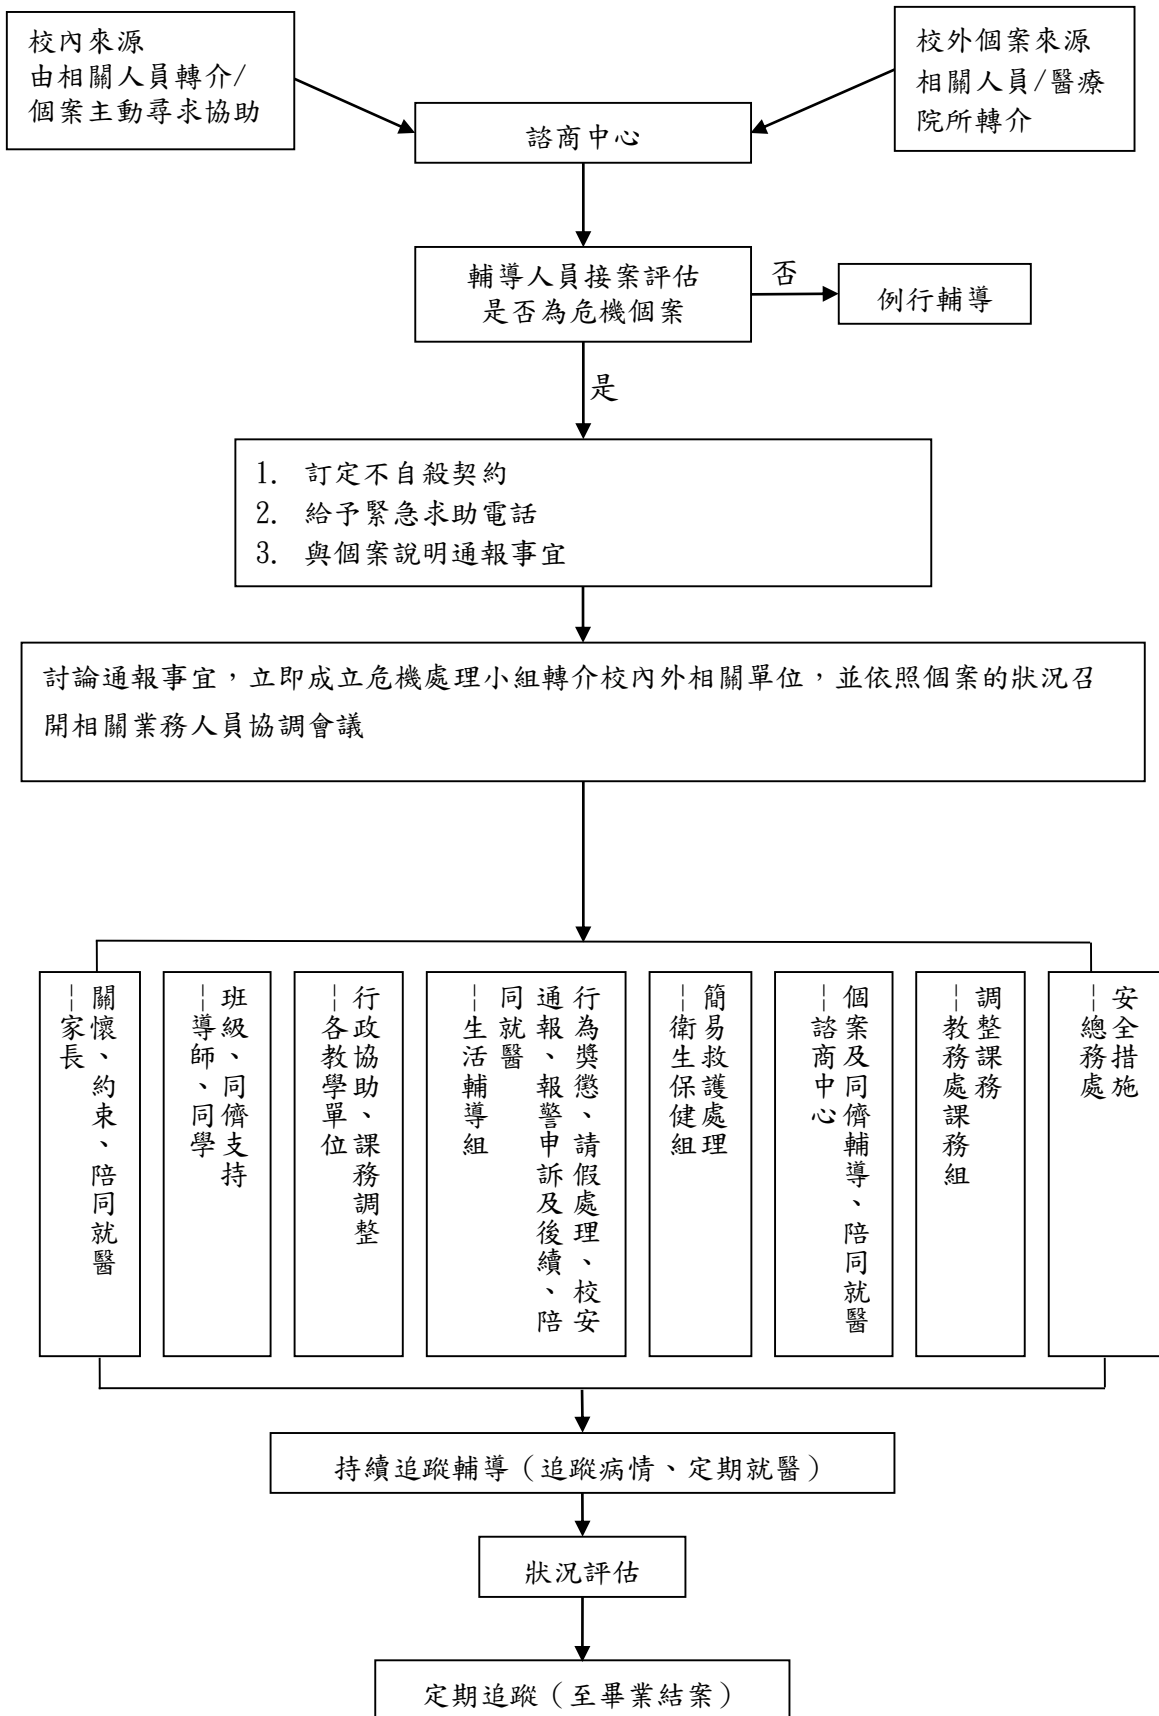 校內來源
由相關人員轉介/
個案主動尋求協助
校外個案來源
相關人員/醫療
院所轉介
諮商中心
輔導人員接案評估
是否為危機個案
否
例行輔導
是
1. 訂定不自殺契約
2. 給予緊急求助電話
3. 與個案說明通報事宜
討論通報事宜，立即成立危機處理小組轉介校內外相關單位，並依照個案的狀況召
開相關業務人員協調會議
關懷、約束、陪同就醫
--家長
班級、同儕支持
--導師、同學
行政協助、課務調整
--各教學單位
行為獎懲、請假處理、校安
通報、報警申訴及後續、陪
同就醫
--生活輔導組
簡易救護處理
--衛生保健組
個案及同儕輔導、陪同就醫
--諮商中心
調整課務
--教務處課務組
安全措施
--總務處
持續追蹤輔導（追蹤病情、定期就醫）
狀況評估
定期追蹤（至畢業結案）